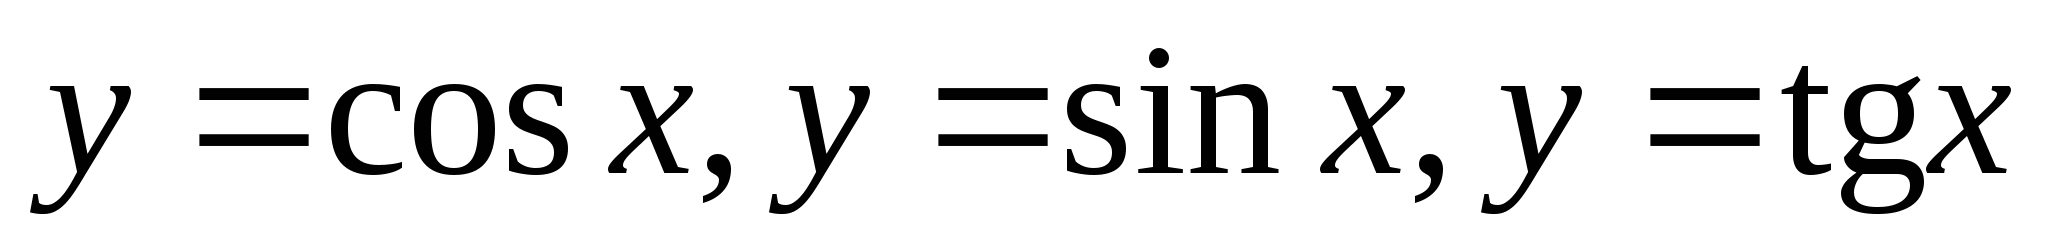 y = cos x, y = sin x, y = tgx